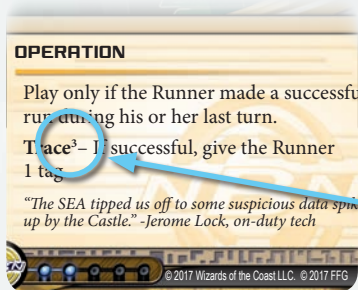 OPERATION
Play only if the Runner made a successfu
run during his or her last turn.
Trace³– If successful, give the Runner
1 tag
“The SEA tipped us off to some suspicious data spik
up by the Castle.” -Jerome Lock, on-duty tech
© 2017 Wizards of the Coast LLC. © 2017 FFG